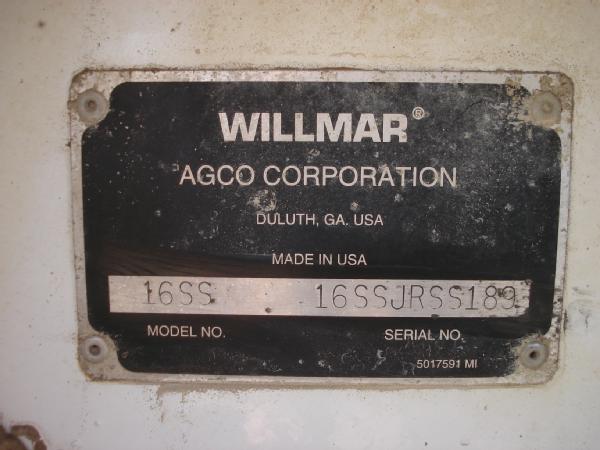 WILLMAR®
AGCO CORPORATION
DULUTH, GA. USA
MADE IN USA
16SS 16SSJRSS189
MODEL NO. SERIAL NO.
5017591 MI